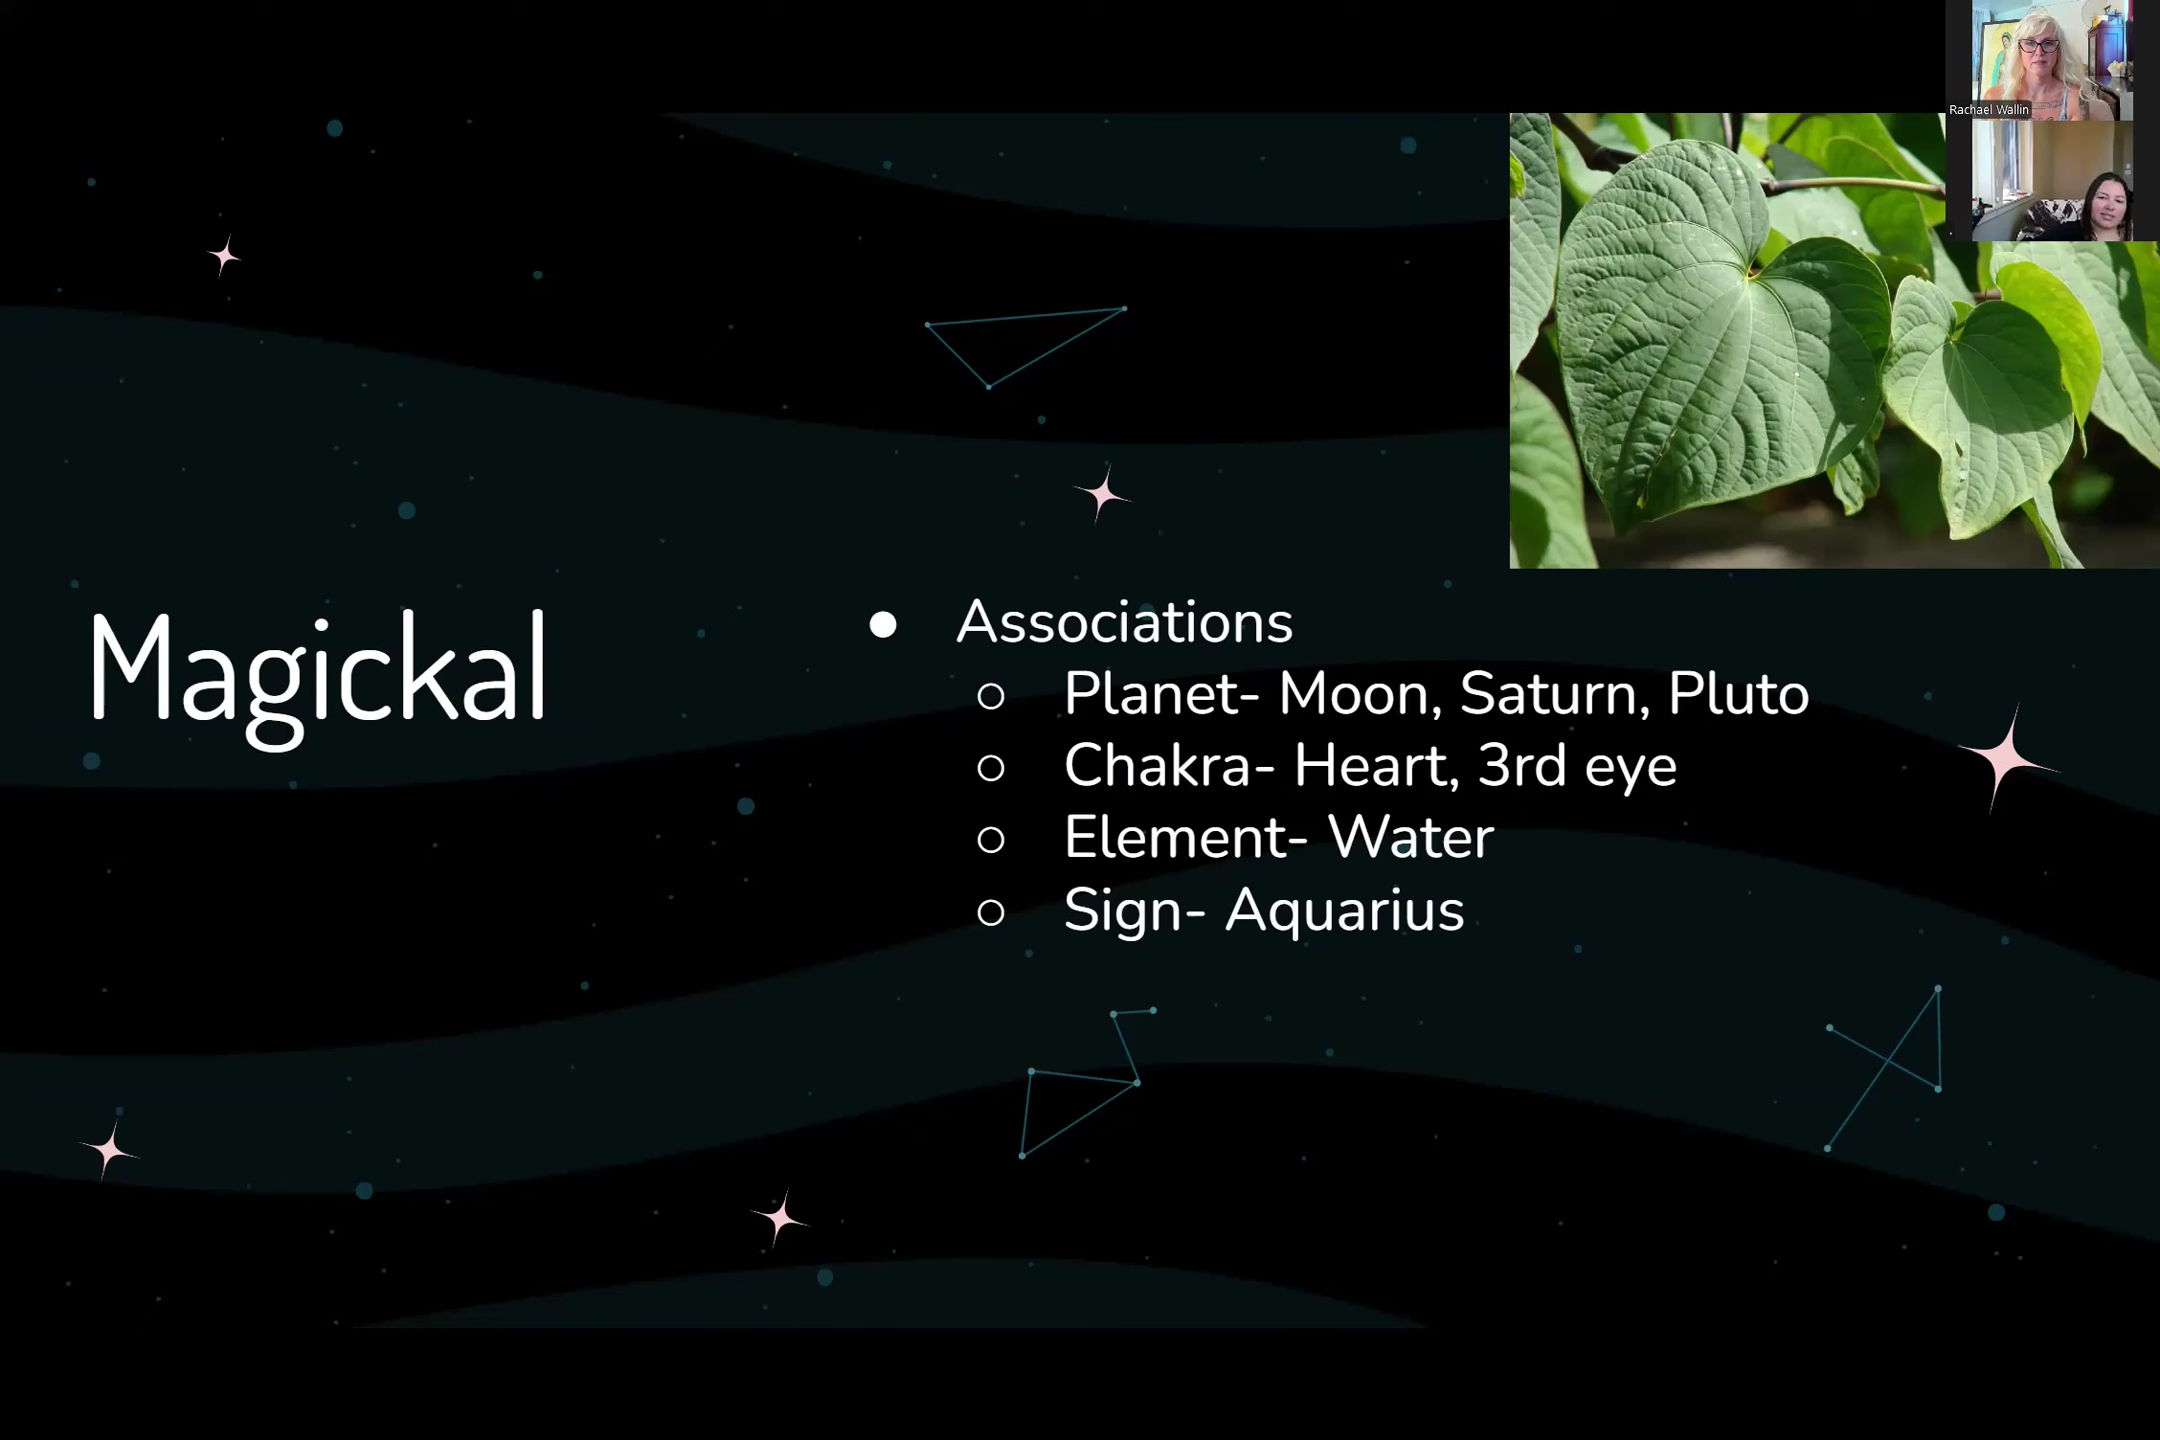 Rachael Wallin
Magickal
● Associations
○ Planet- Moon, Saturn, Pluto
○ Chakra- Heart, 3rd eye
○ Element- Water
○ Sign- Aquarius